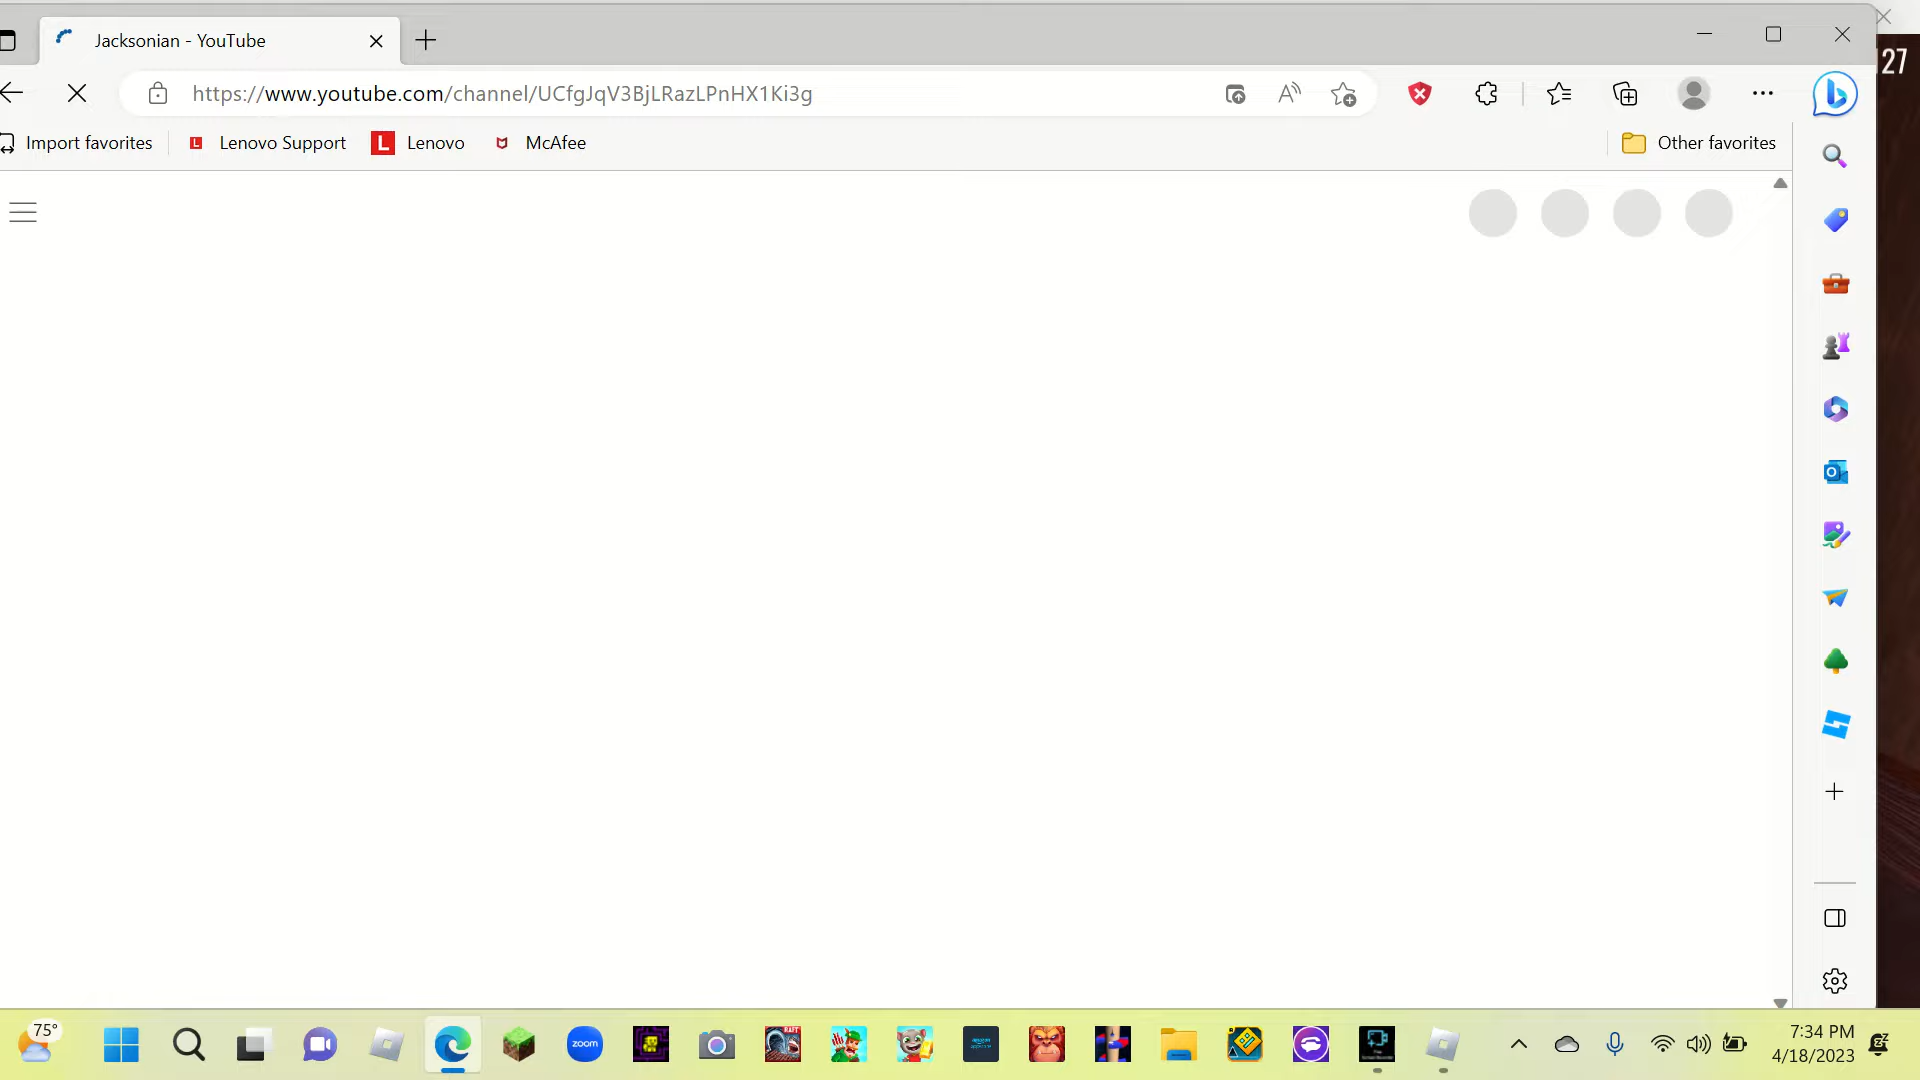 Jacksonian - YouTube
27
https://www.youtube.com/channel/UCfgJqV3BjLRazLPnHX1Ki3g
Import favorites
L
Lenovo Support
L
Lenovo
McAfee
Other favorites
75°
zoom
RAFT
7:34 PM
4/18/2023